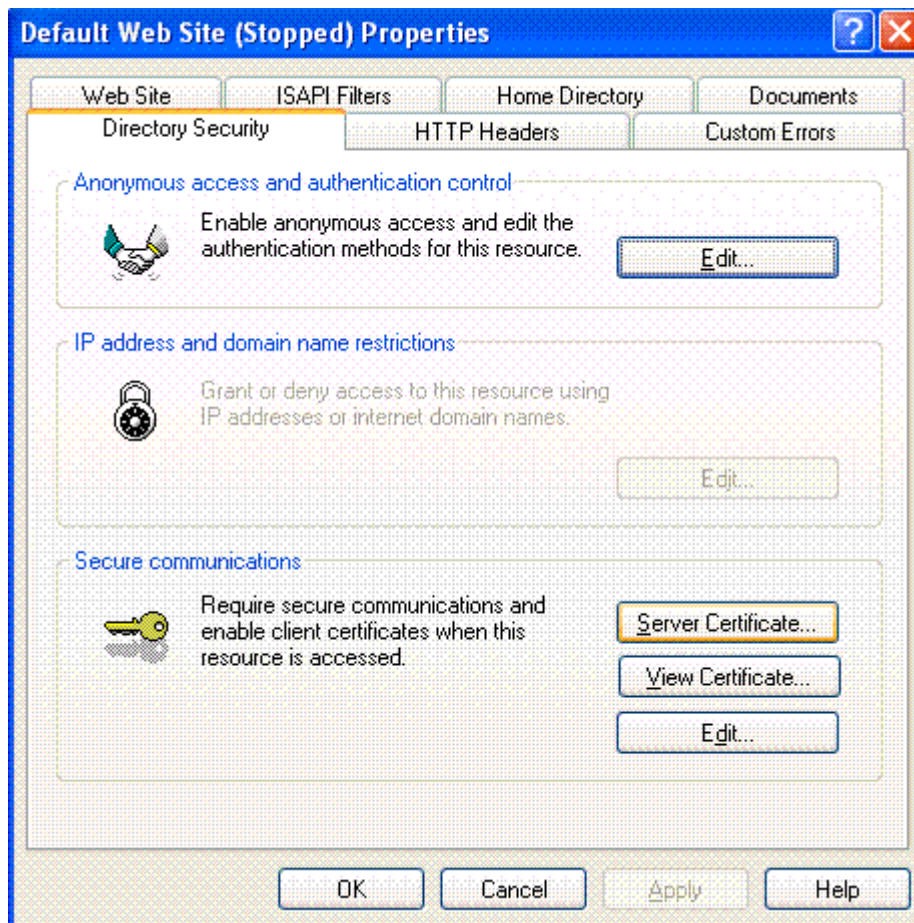 Default Web Site (Stopped) Properties
Web Site
ISAPI Filters
Home Directory
Documents
Directory Security
HTTP Headers
Custom Errors
Anonymous access and authentication control
Enable anonymous access and edit the
authentication methods for this resource.
Edit...
IP address and domain name restrictions
Grant or deny access to this resource using
IP addresses or internet domain names.
Edit...
Secure communications
Require secure communications and
enable client certificates when this
resource is accessed.
Server Certificate...
View Certificate...
Edit...
OK
Cancel
Apply
Help